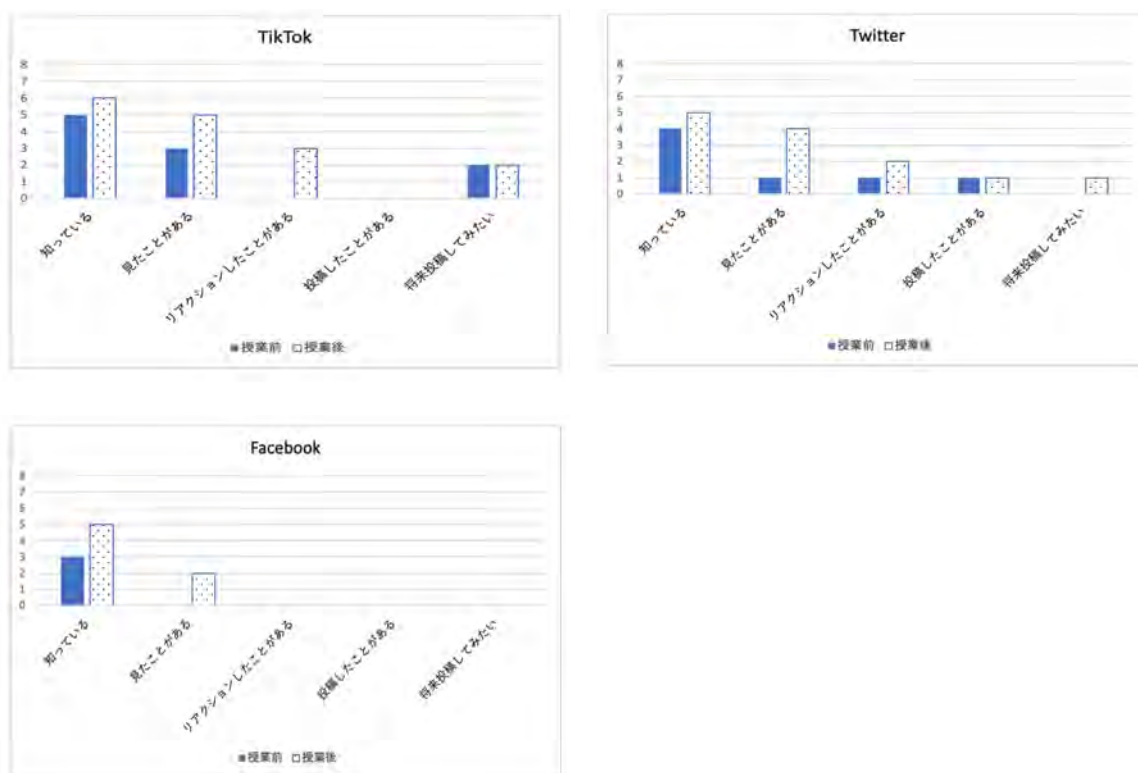 TikTok
8
7
6
5
4
3
2
1
0
知っている
見たことがある
リアクションしたことがある
投稿したことがある
将来投稿してみたい
■授業前 □授業後
Twitter
8
7
6
5
4
3
2
1
0
知っている
見たことがある
リアクションしたことがある
投稿したことがある
将来投稿してみたい
■授業前 □授業後
Facebook
8
7
6
5
4
3
2
1
0
知っている
見たことがある
リアクションしたことがある
投稿したことがある
将来投稿してみたい
■授業前 □授業後